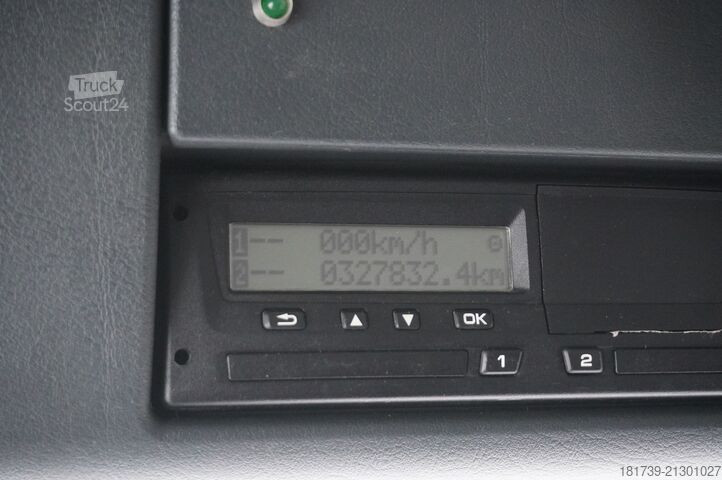 Truck
Scout24
1-- 000km/h
2-- 0327832.4km
OK
1
2
181739-21301027